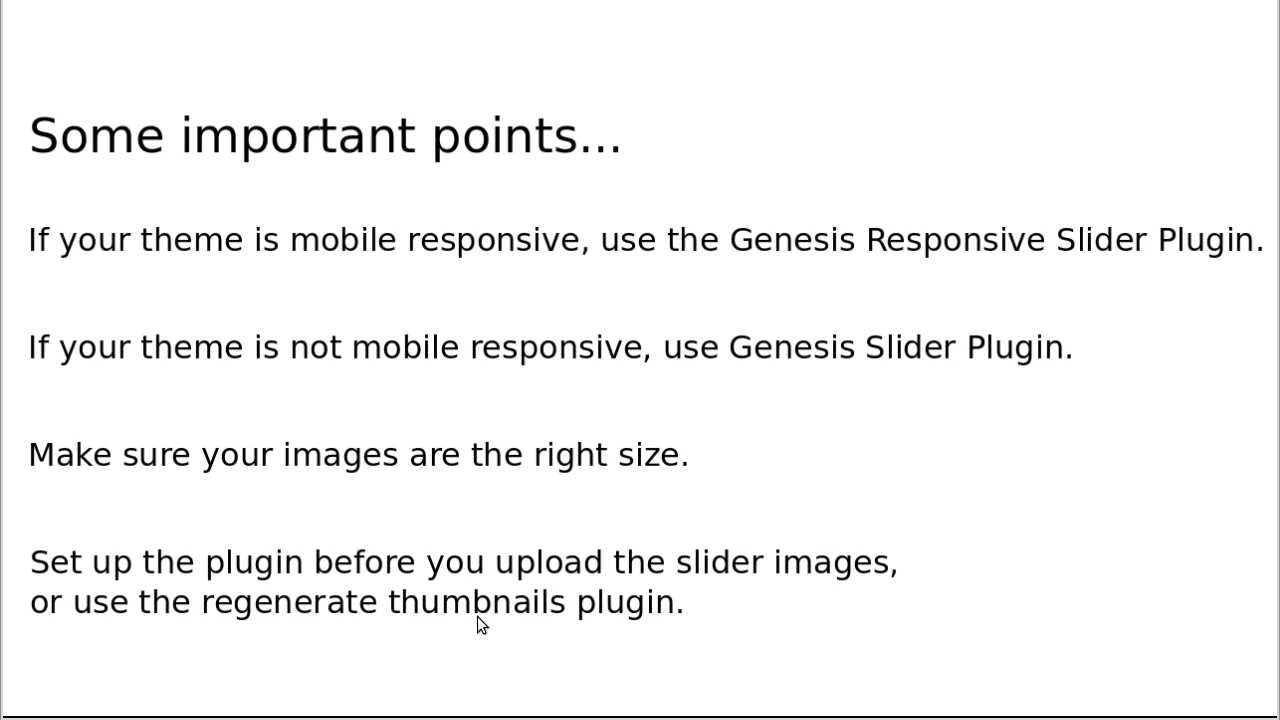 Some important points...
If your theme is mobile responsive, use the Genesis Responsive Slider Plugin.
If your theme is not mobile responsive, use Genesis Slider Plugin.
Make sure your images are the right size.
Set up the plugin before you upload the slider images,
or use the regenerate thumbnails plugin.